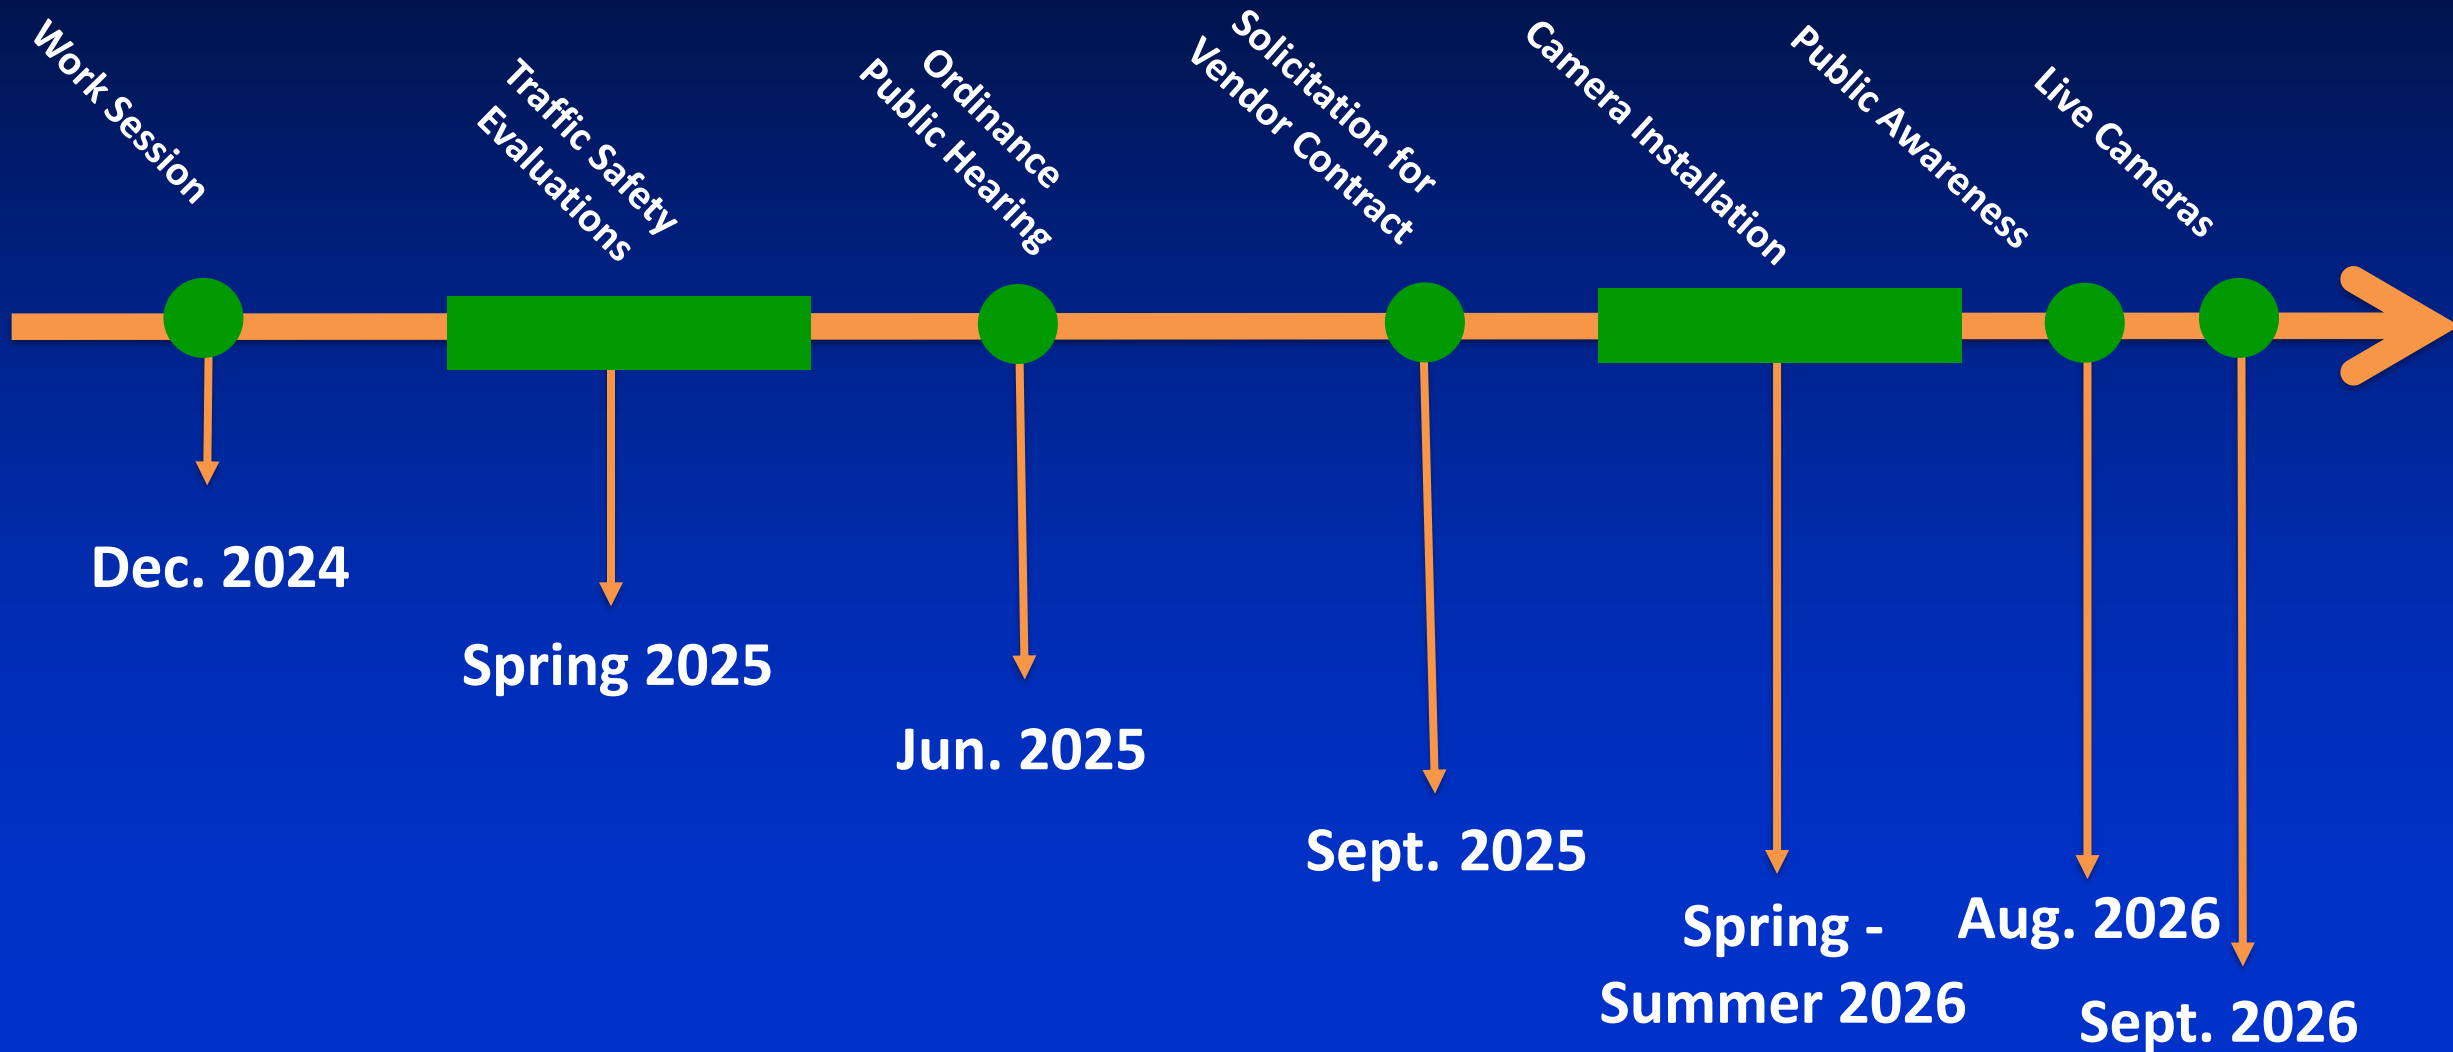 Work Session
Traffic Safety
Evaluations
Ordinance
Public Hearing
Solicitation for
Vendor Contract
Camera Installation
Public Awareness
Live Cameras
Dec. 2024
Spring 2025
Jun. 2025
Sept. 2025
Spring -
Summer 2026
Aug. 2026
Sept. 2026